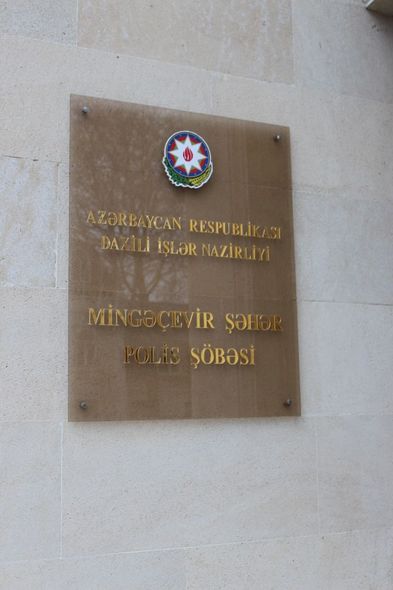 AZƏRBAYCAN RESPUBLİKASI
DAXİLİ İŞLƏR NAZİRLİYİ
MİNGƏÇEVİR ŞƏHƏR
POLİS ŞÖBƏSİ